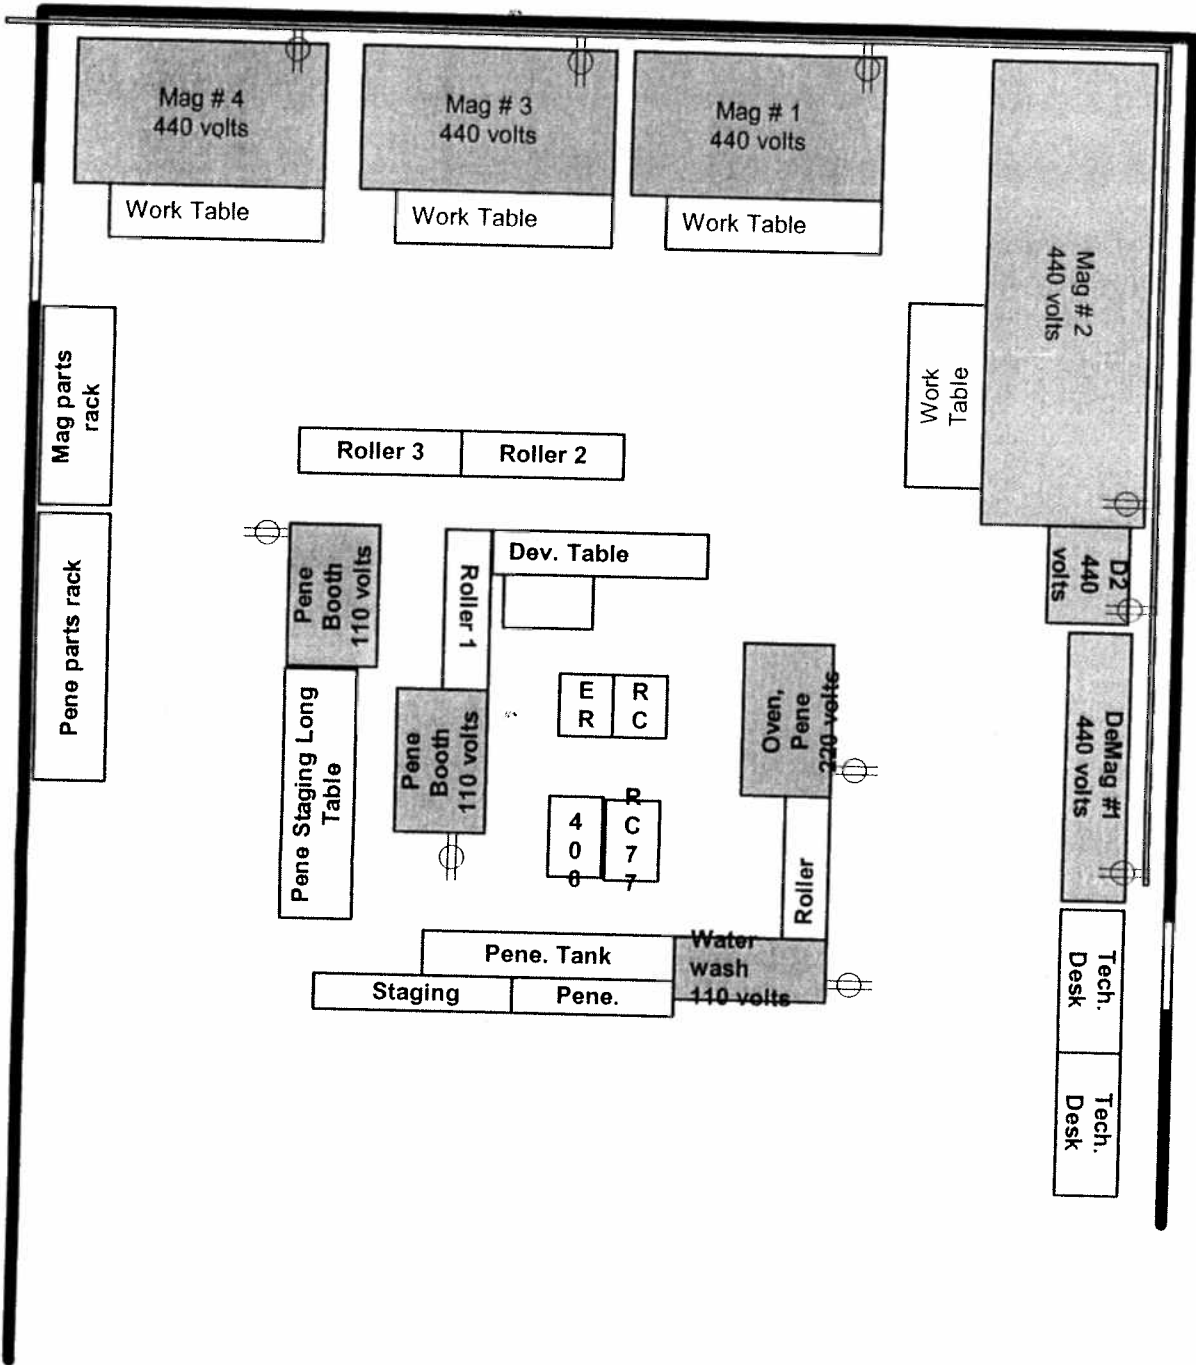 Mag # 4
440 volts
Mag # 3
440 volts
Mag # 1
440 volts
Work Table
Work Table
Work Table
Mag # 2
440 volts
Work
Table
Mag parts
rack
Roller 3
Roller 2
Pene parts rack
Pene
Booth
110 volts
Roller 1
Dev. Table
D2
440
volts
Pene Staging Long
Table
Pene
Booth
110 volts
E
R
R
C
Oven,
Pene
220 volts
DeMag #1
440 volts
4
0
6
R
C
7
7
Roller
Pene. Tank
Water
wash
110 volts
Staging
Pene.
Tech.
Desk
Tech.
Desk